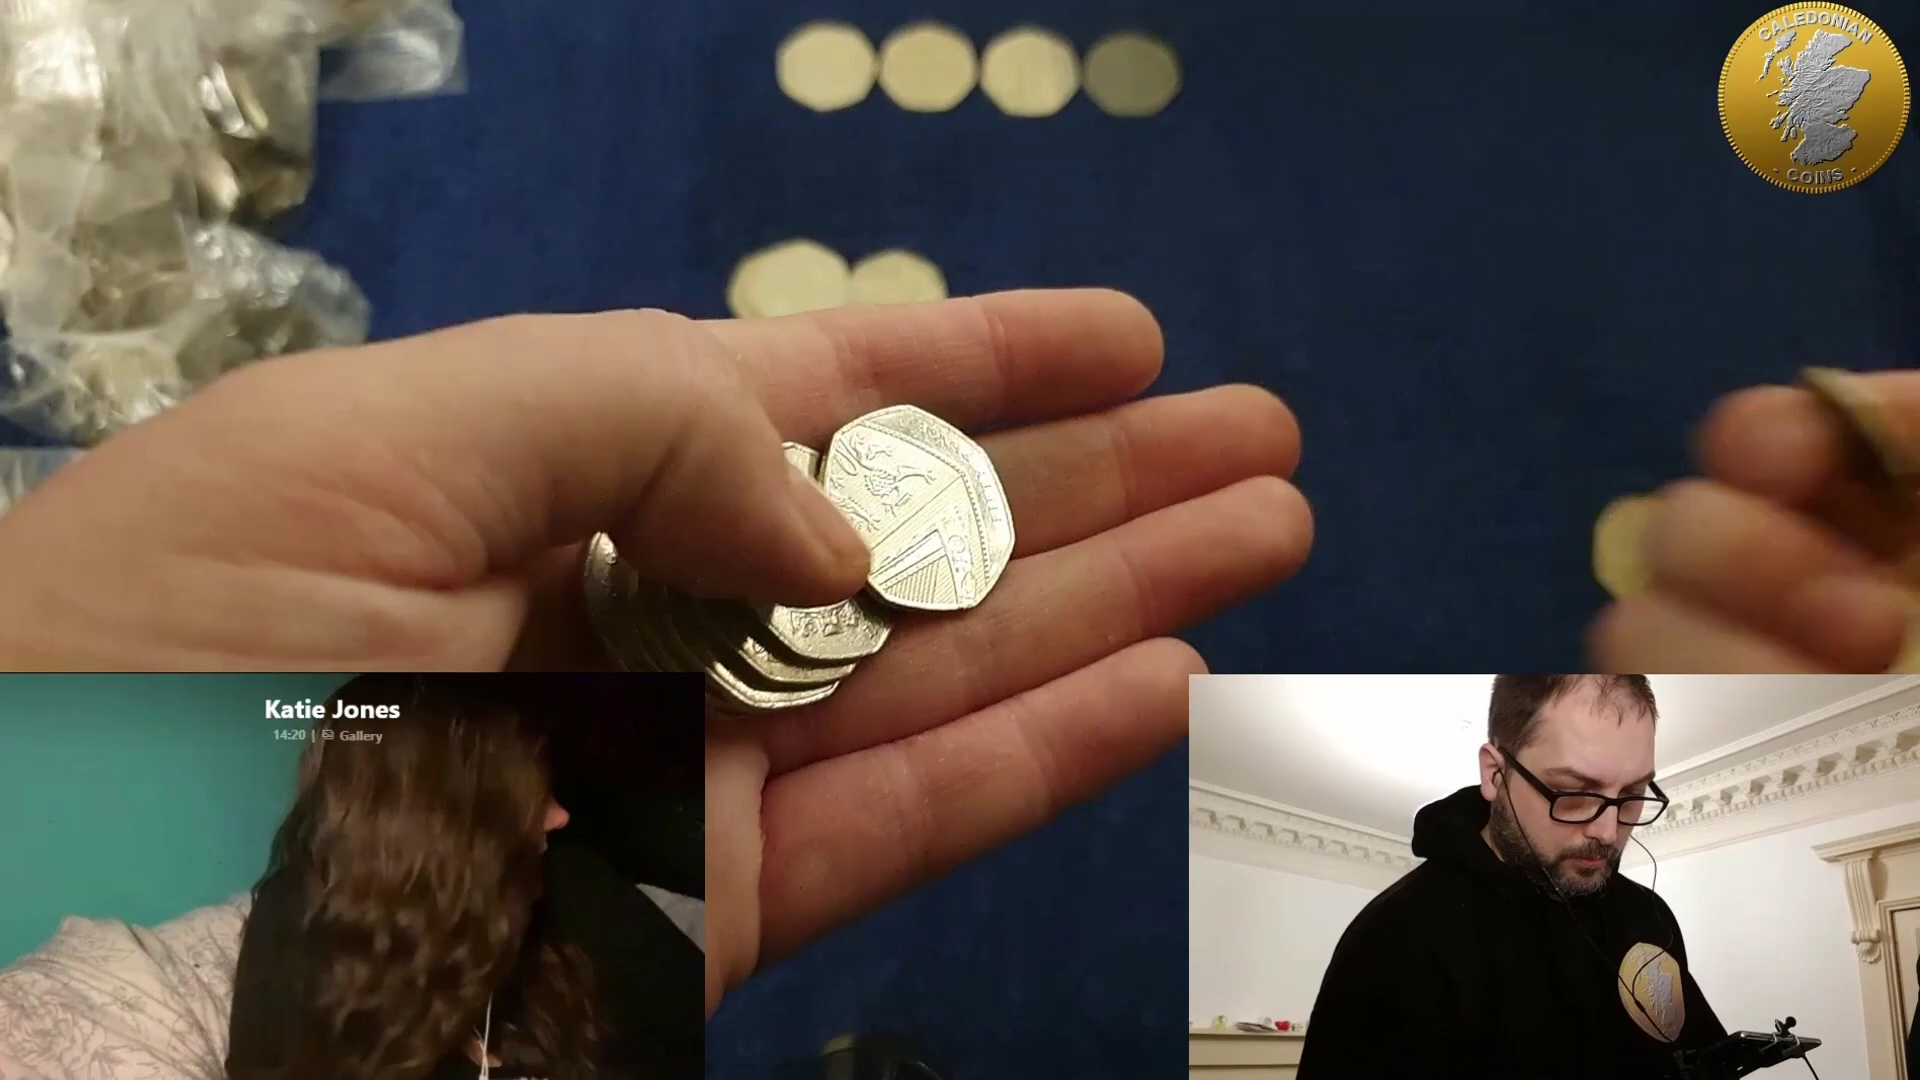 CALEDONIAN
- COINS -
Katie Jones
14:20 | Gallery